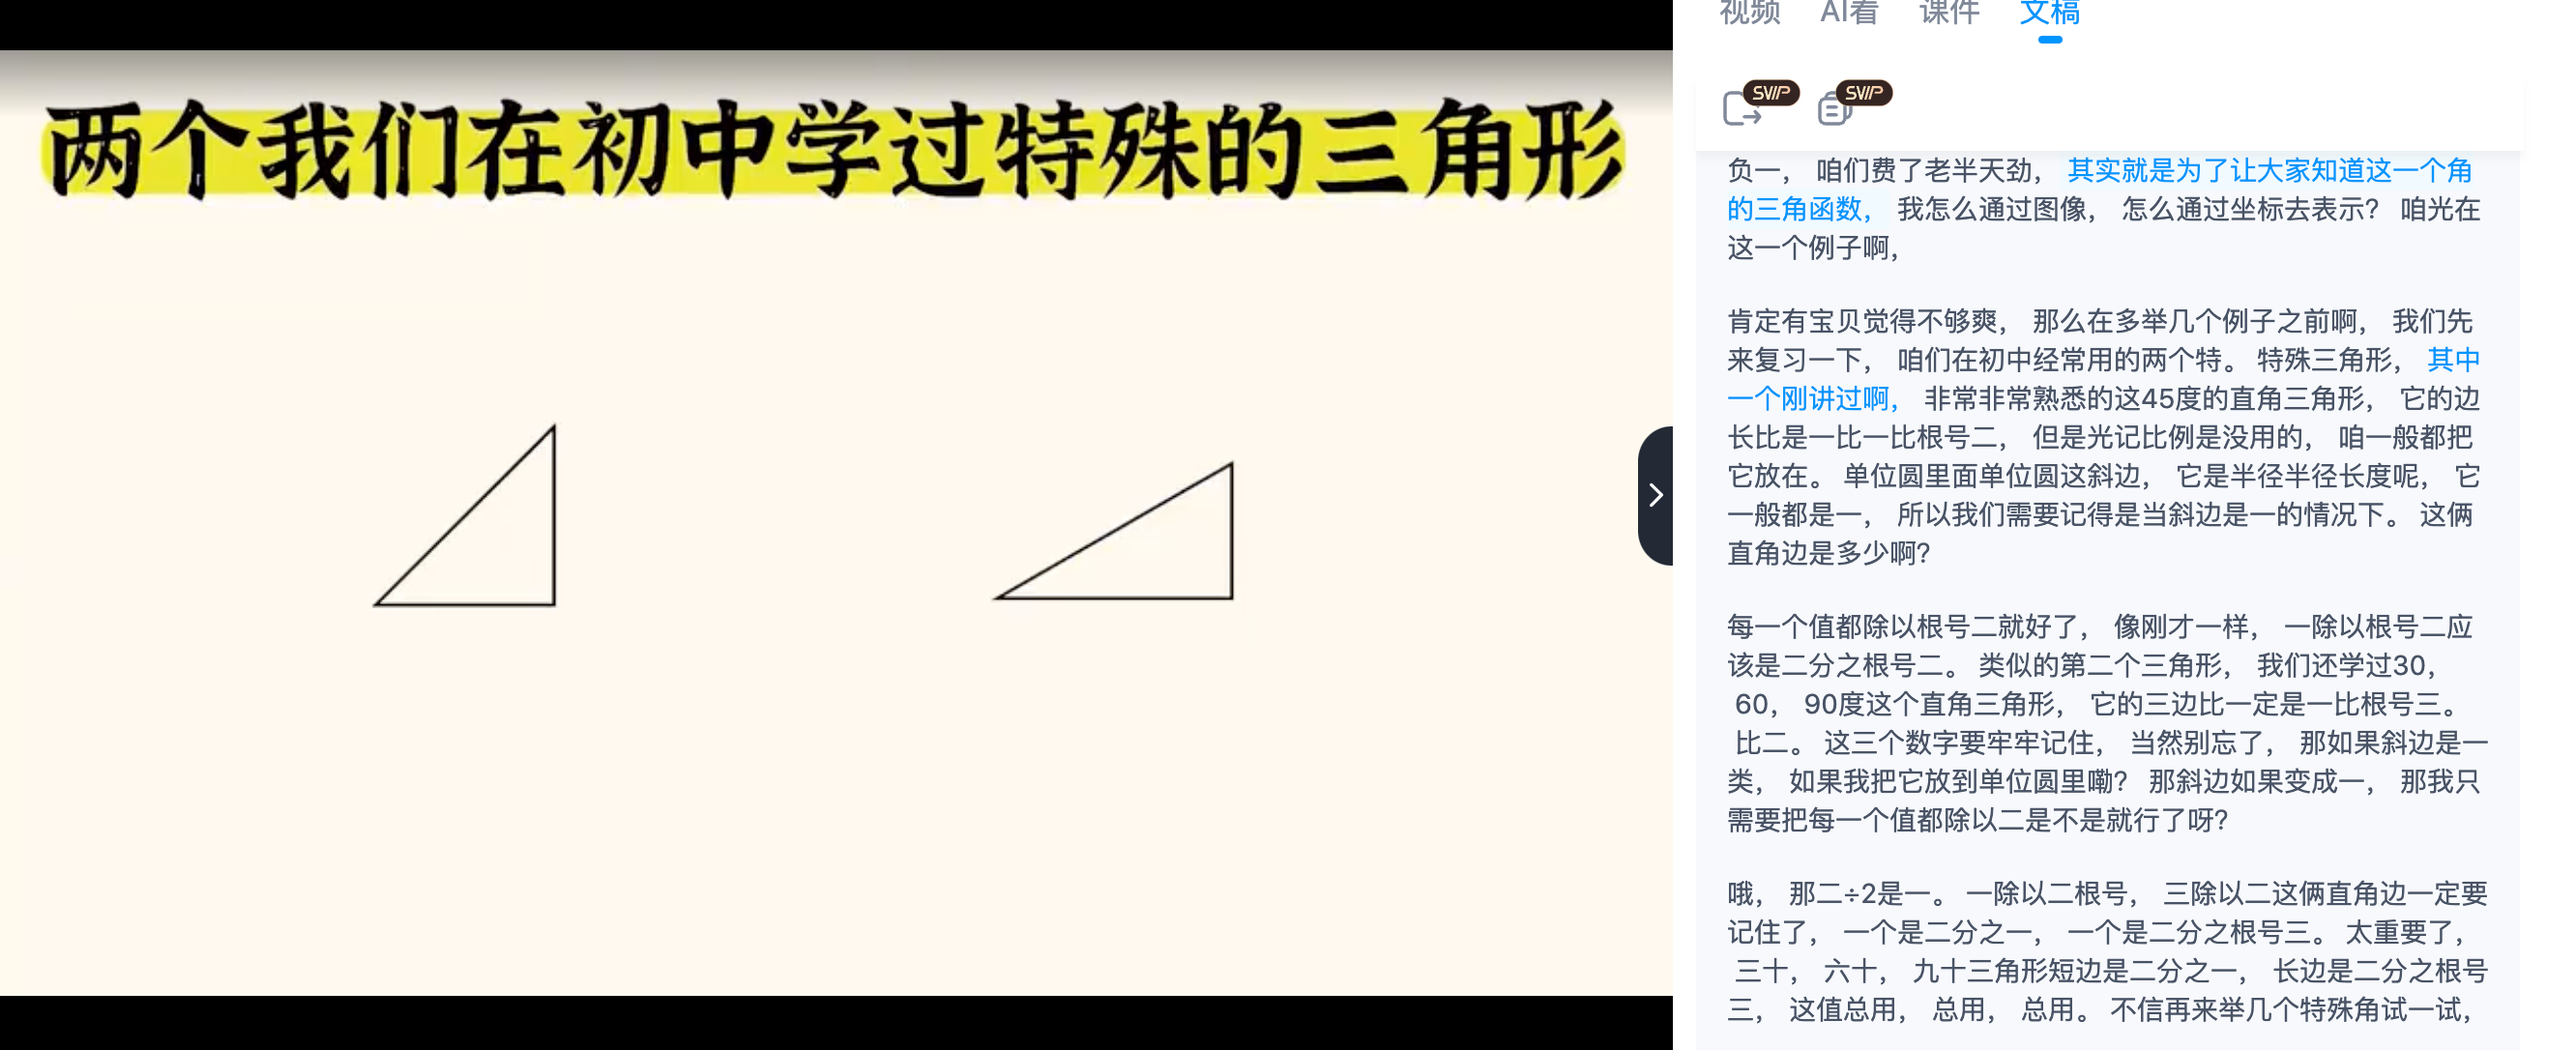 两个我们在初中学过特殊的三角形
视频 AI看 课件 文稿
SVIP SVIP
负一， 咱们费了老半天劲， 其实就是为了让大家知道这一个角
的三角函数， 我怎么通过图像， 怎么通过坐标去表示？ 咱光在
这一个例子啊，
肯定有宝贝觉得不够爽， 那么在多举几个例子之前啊， 我们先
来复习一下， 咱们在初中经常用的两个特。 特殊三角形， 其中
一个刚讲过啊， 非常非常熟悉的这45度的直角三角形， 它的边
长比是一比一比根号二， 但是光记比例是没用的， 咱一般都把
它放在。 单位圆里面单位圆这斜边， 它是半径半径长度呢， 它
一般都是一， 所以我们需要记得是当斜边是一的情况下。 这俩
直角边是多少啊？
每一个值都除以根号二就好了， 像刚才一样， 一除以根号二应
该是二分之根号二。 类似的第二个三角形， 我们还学过30，
60， 90度这个直角三角形， 它的三边比一定是一比根号三。
比二。 这三个数字要牢牢记住， 当然别忘了， 那如果斜边是一
类， 如果我把它放到单位圆里嘞？ 那斜边如果变成一， 那我只
需要把每一个值都除以二是不是就行了呀？
哦， 那二÷2是一。 一除以二根号， 三除以二这俩直角边一定要
记住了， 一个是二分之一， 一个是二分之根号三。 太重要了，
三十， 六十， 九十三角形短边是二分之一， 长边是二分之根号
三， 这值总用， 总用， 总用。 不信再来举几个特殊角试一试，